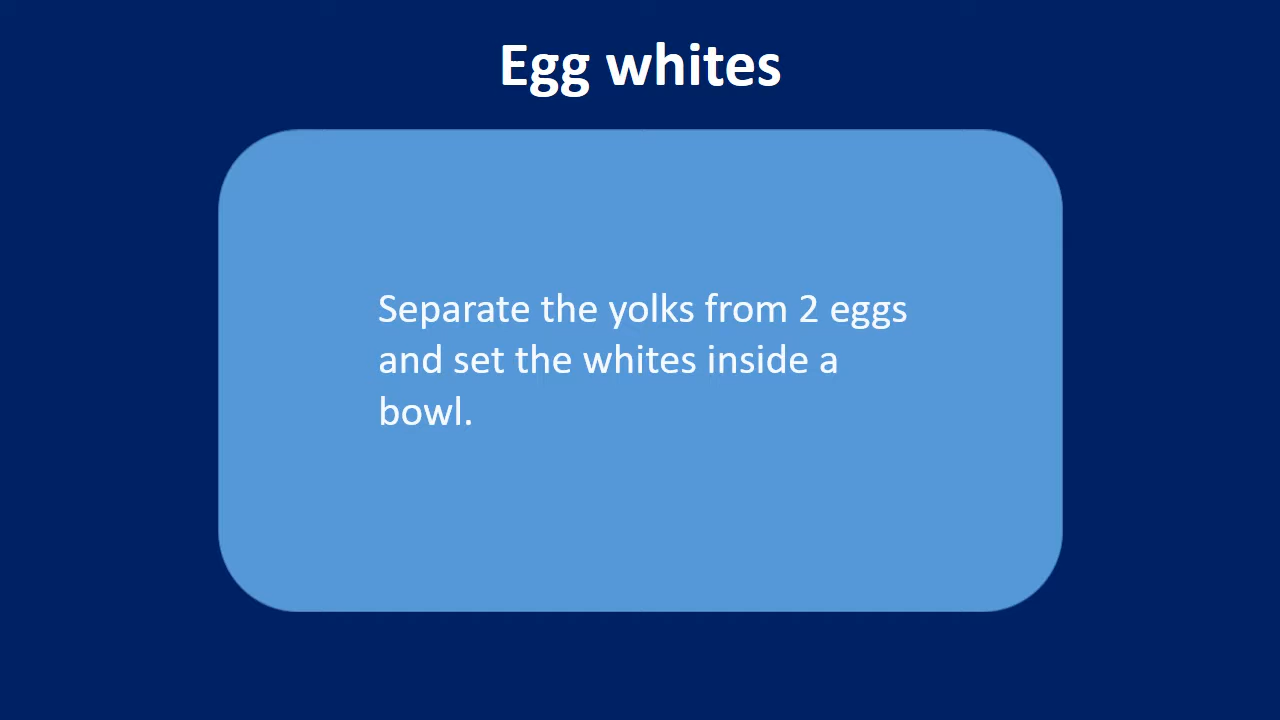 Egg whites
Separate the yolks from 2 eggs
and set the whites inside a
bowl.